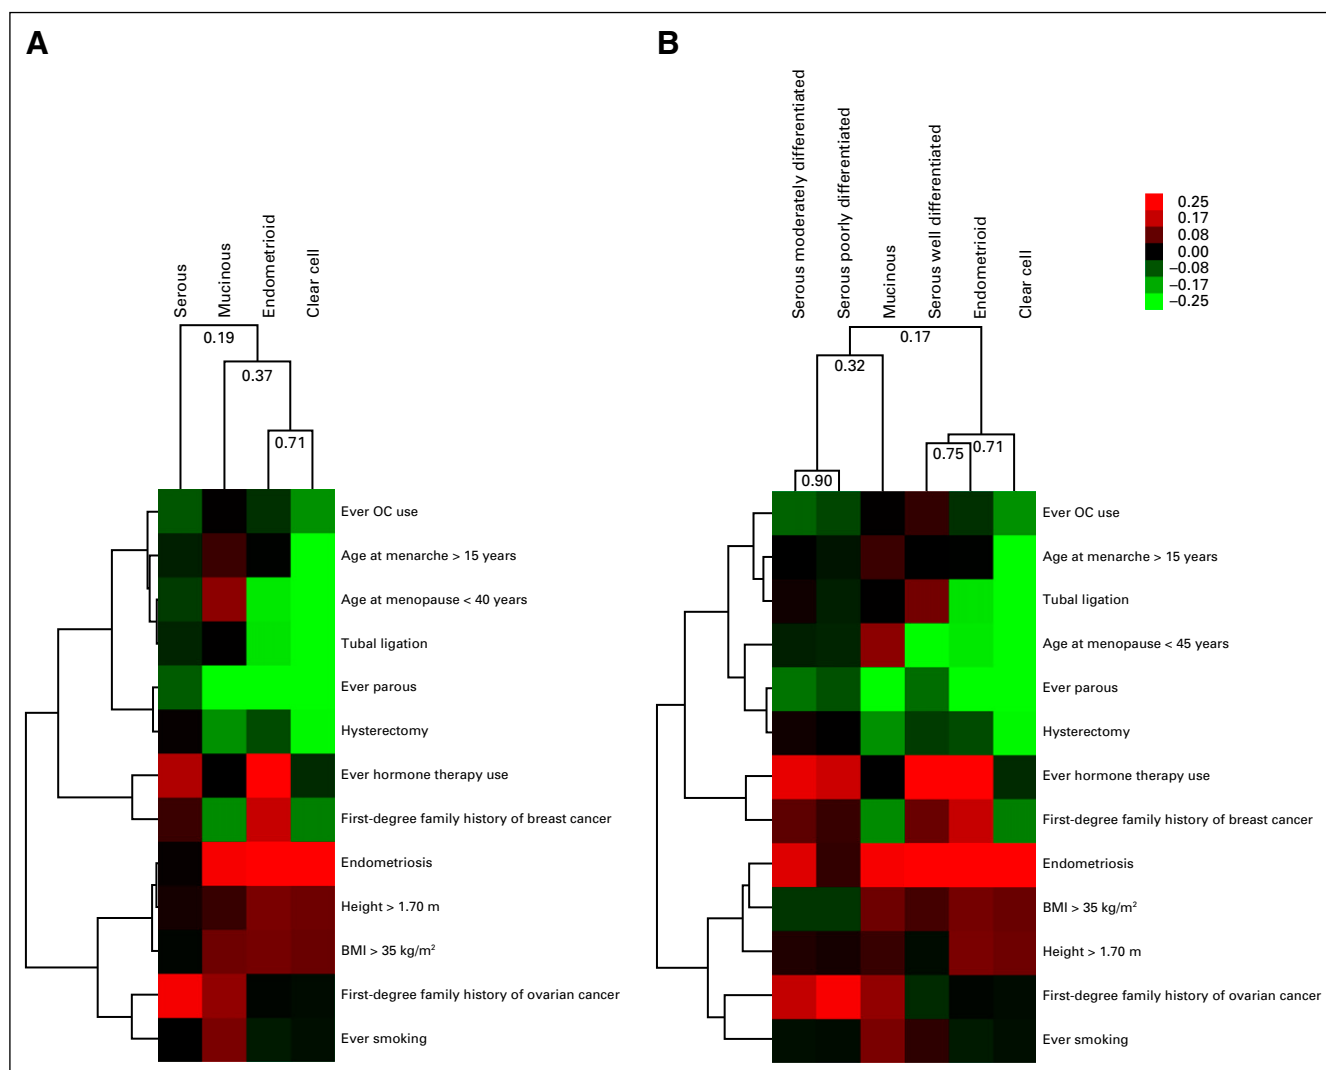 A
Serous
Mucinous
Endometrioid
Clear cell
0.19
0.37
0.71
Ever OC use
Age at menarche > 15 years
Age at menopause < 40 years
Tubal ligation
Ever parous
Hysterectomy
Ever hormone therapy use
First-degree family history of breast cancer
Endometriosis
Height > 1.70 m
BMI > 35 kg/m²
First-degree family history of ovarian cancer
Ever smoking
B
Serous moderately differentiated
Serous poorly differentiated
Mucinous
Serous well differentiated
Endometrioid
Clear cell
0.25
0.17
0.08
0.00
–0.08
–0.17
–0.25
0.17
0.32
0.71
0.75
0.90
Ever OC use
Age at menarche > 15 years
Tubal ligation
Age at menopause < 45 years
Ever parous
Hysterectomy
Ever hormone therapy use
First-degree family history of breast cancer
Endometriosis
BMI > 35 kg/m²
Height > 1.70 m
First-degree family history of ovarian cancer
Ever smoking